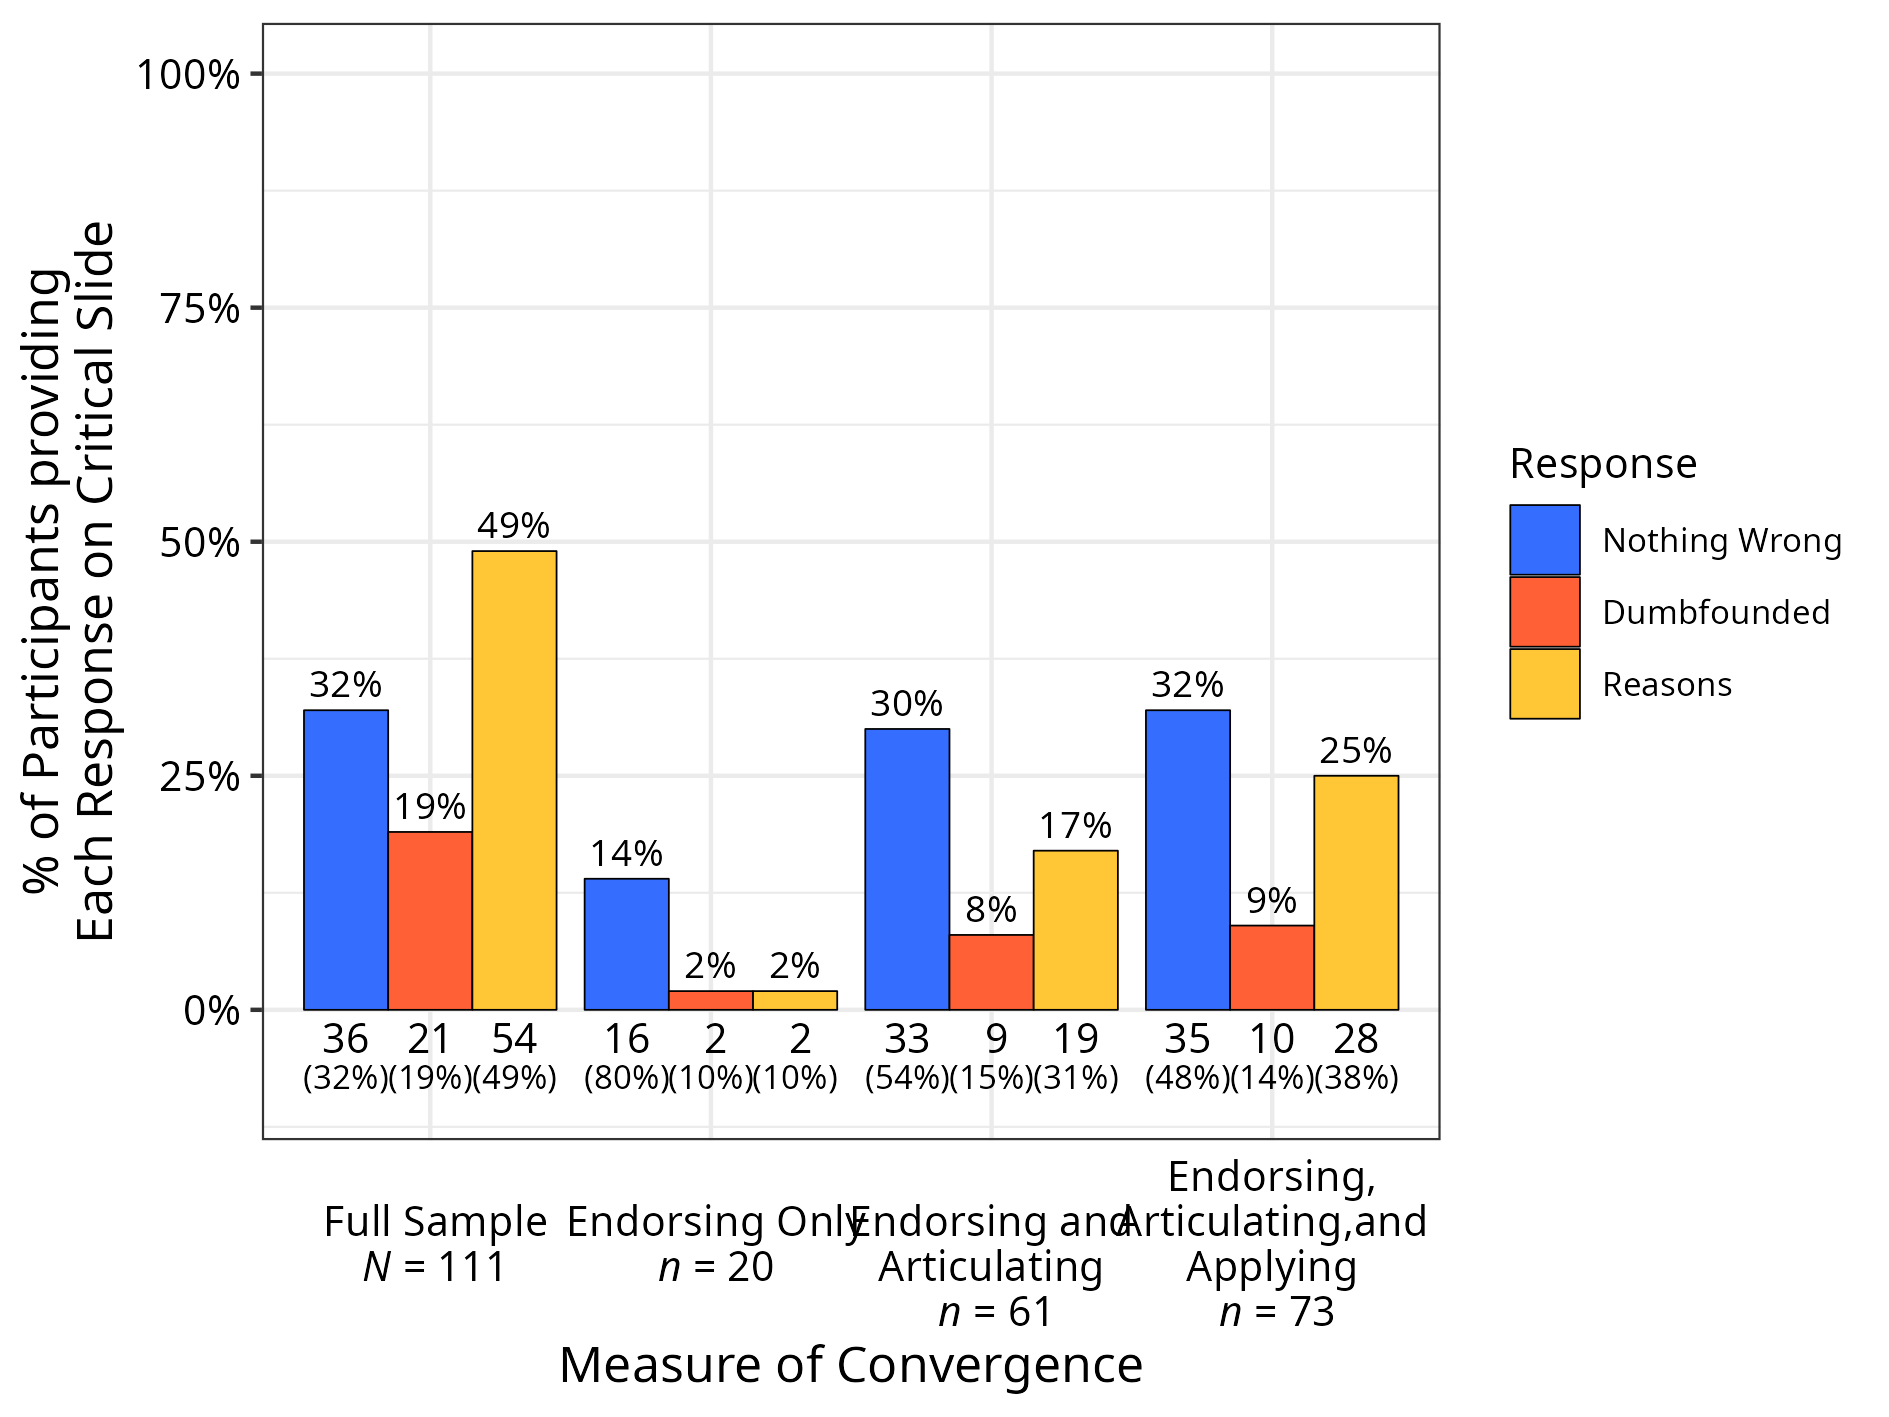 % of Participants providing
Each Response on Critical Slide
100%
75%
50%
25%
0%
32%
19%
49%
14%
2%
2%
30%
8%
17%
32%
9%
25%
36 21 54 16 2 2 33 9 19 35 10 28
(32%)(19%)(49%) (80%)(10%)(10%) (54%)(15%)(31%) (48%)(14%)(38%)
Full Sample
N = 111
Endorsing Only
n = 20
Endorsing and
Articulating
n = 61
Endorsing,
Articulating,and
Applying
n = 73
Measure of Convergence
Response
Nothing Wrong
Dumbfounded
Reasons